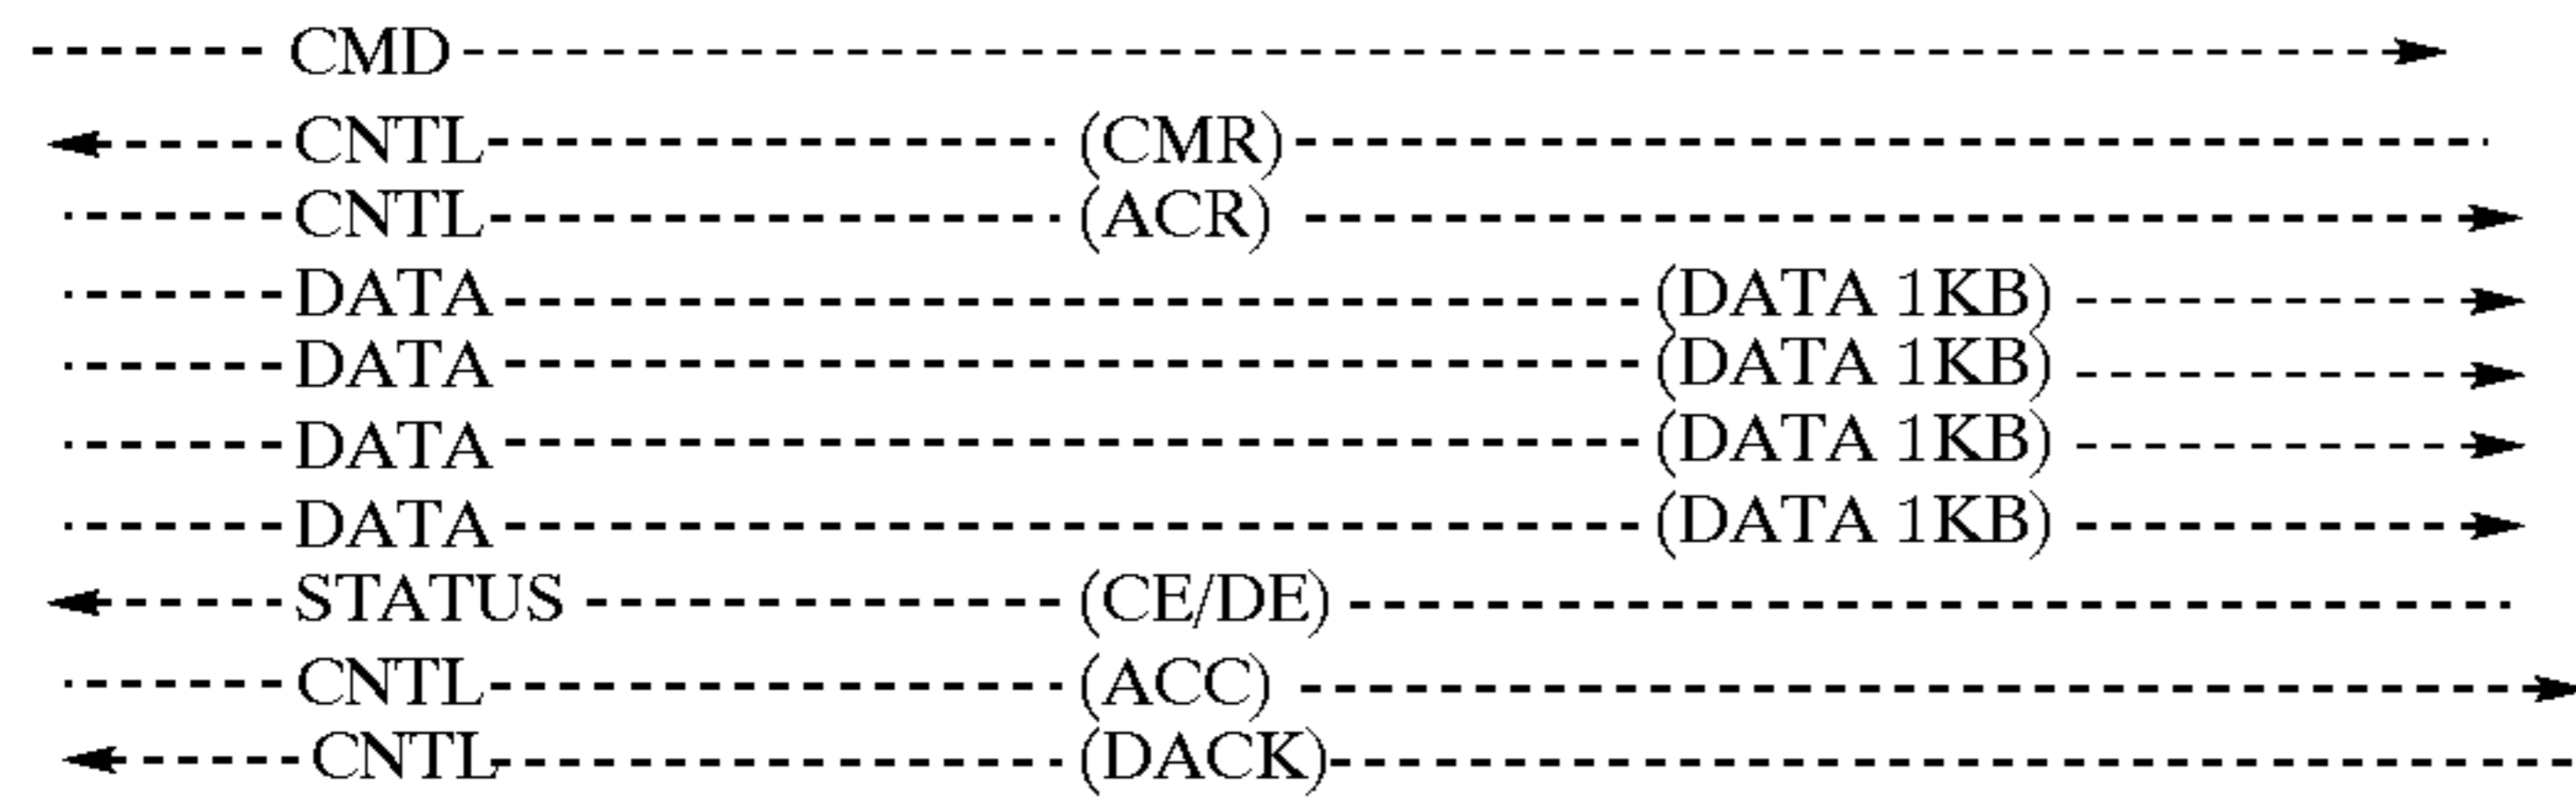 CMD
CNTL (CMR)
CNTL (ACR)
DATA (DATA 1KB)
DATA (DATA 1KB)
DATA (DATA 1KB)
DATA (DATA 1KB)
STATUS (CE/DE)
CNTL (ACC)
CNTL (DACK)